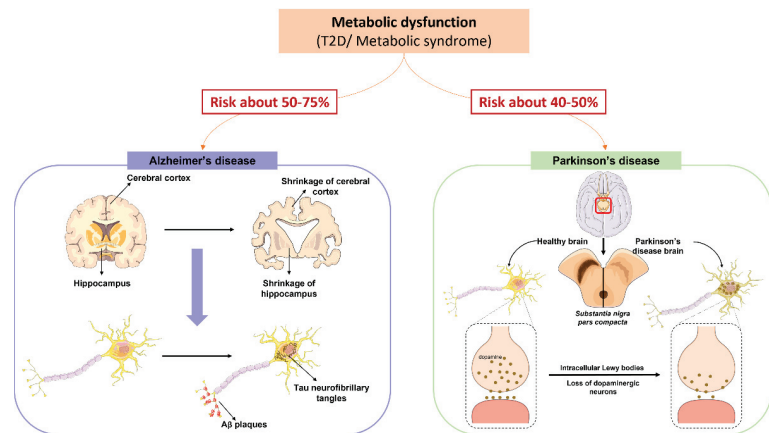 Metabolic dysfunction
(T2D/ Metabolic syndrome)
Risk about 50-75%
Risk about 40-50%
Alzheimer's disease
Cerebral cortex
Shrinkage of cerebral
cortex
Hippocampus
Shrinkage of
hippocampus
Tau neurofibrillary
tangles
Aβ plaques
Parkinson's disease
Healthy brain
Parkinson's
disease brain
Substantia nigra
pars compacta
dopamine
Intracellular Lewy bodies
Loss of dopaminergic
neurons